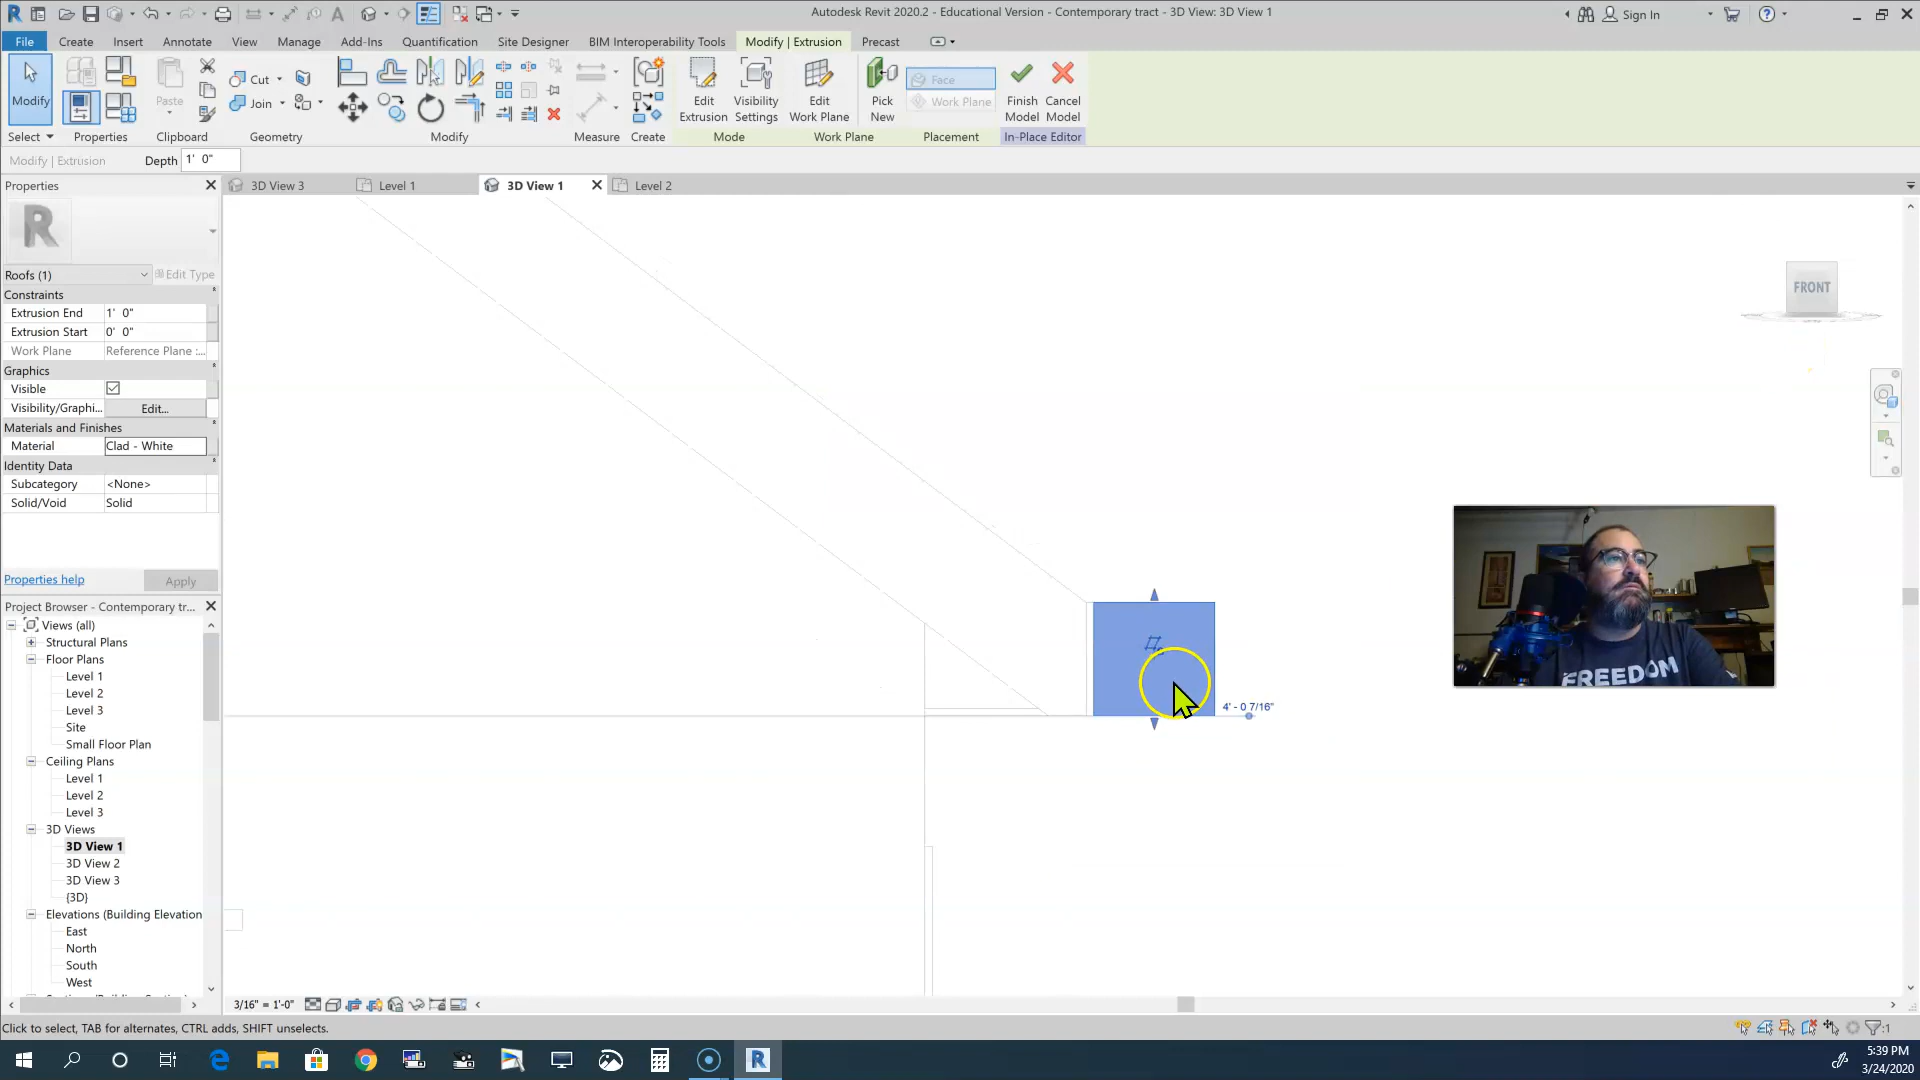 Autodesk Revit 2020.2 - Educational Version - Contemporary tract - 3D View: 3D View 1
Sign In
File Create Insert Annotate View Manage Add-Ins Quantification Site Designer BIM Interoperability Tools Modify | Extrusion Precast
Modify
Paste
Cut
Join
Edit Extrusion
Visibility Settings
Edit Work Plane
Pick New
Face
Work Plane
Finish Model
Cancel Model
Select Properties Clipboard Geometry Modify Measure Create Mode Work Plane Placement In-Place Editor
Modify | Extrusion Depth 1' 0"
Properties
3D View 3 Level 1 3D View 1 Level 2
Roofs (1) Edit Type
Constraints
Extrusion End 1' 0"
Extrusion Start 0' 0"
Work Plane Reference Plane :...
Graphics
Visible
Visibility/Graphi... Edit...
Materials and Finishes
Material Clad - White
Identity Data
Subcategory <None>
Solid/Void Solid
Properties help Apply
Project Browser - Contemporary tr...
Views (all)
Structural Plans
Floor Plans
Level 1
Level 2
Level 3
Site
Small Floor Plan
Ceiling Plans
Level 1
Level 2
Level 3
3D Views
3D View 1
3D View 2
3D View 3
{3D}
Elevations (Building Elevation
East
North
South
West
FRONT
4' - 0 7/16"
FREEDOM
3/16" = 1'-0"
Click to select, TAB for alternates, CTRL adds, SHIFT unselects.
:1
5:39 PM
3/24/2020